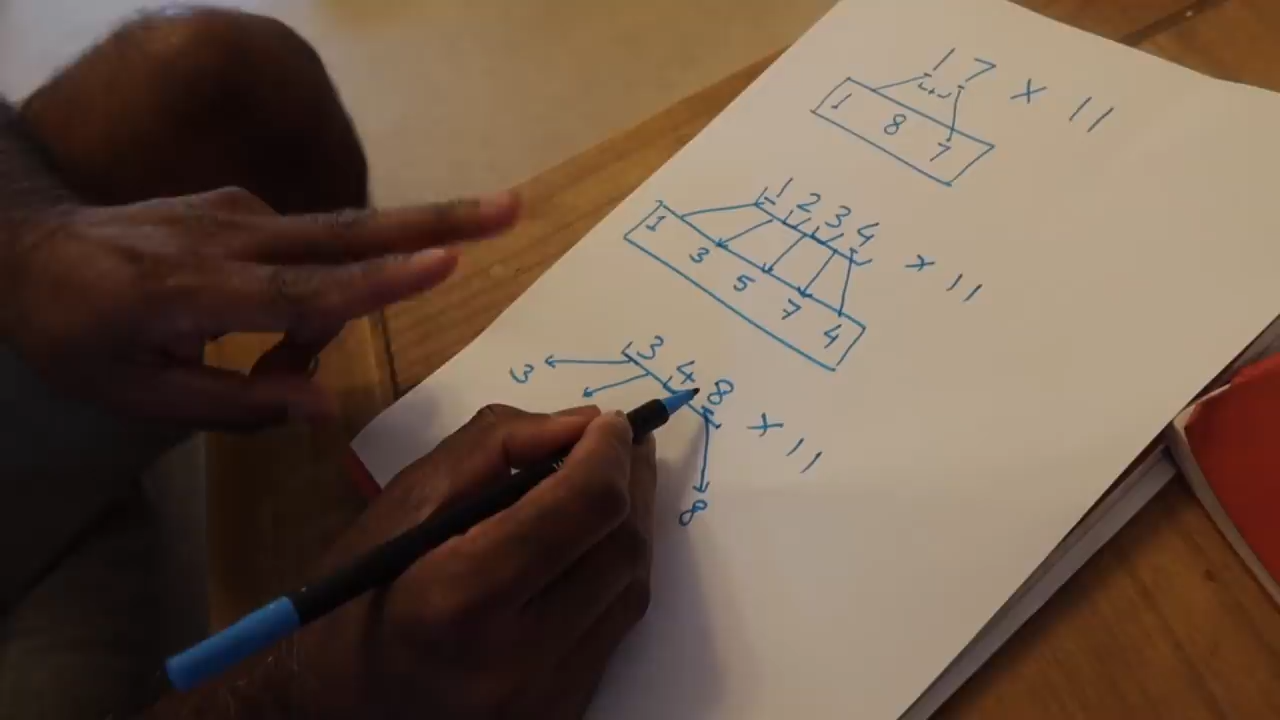 17 × 11
1 8 7
1234 × 11
1 3 5 7 4
348 × 11
3
8